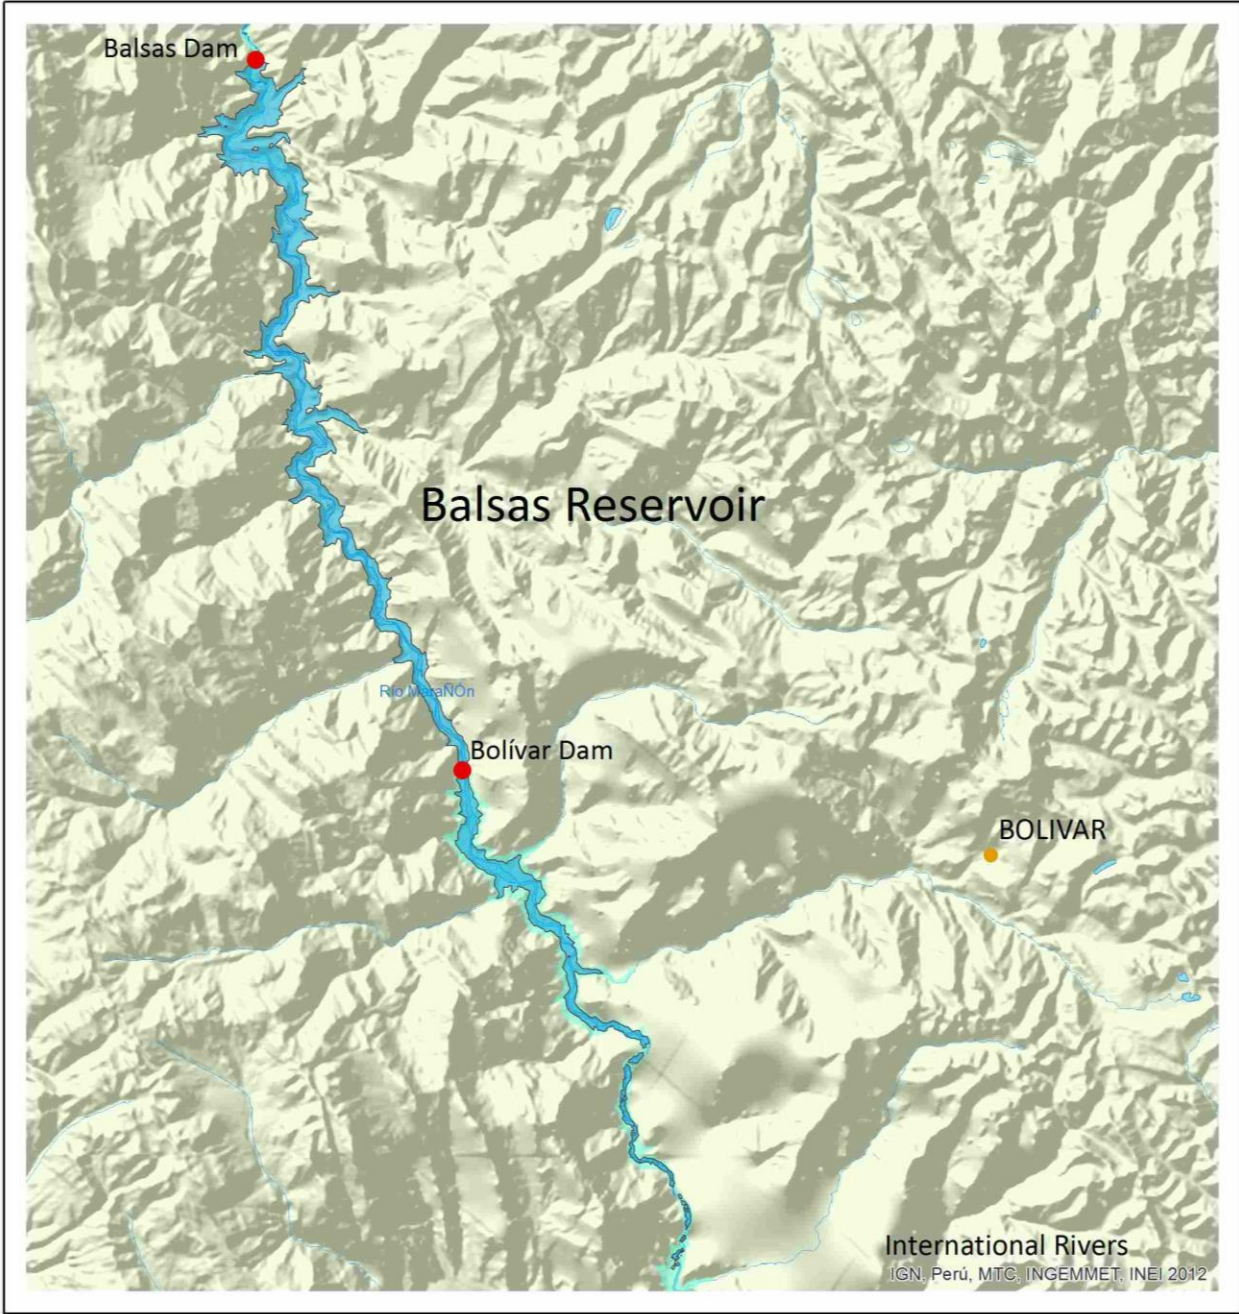 Balsas Dam
Balsas Reservoir
Río MaraÑÓn
Bolívar Dam
BOLIVAR
International Rivers
IGN, Perú, MTC, INGEMMET, INEI 2012